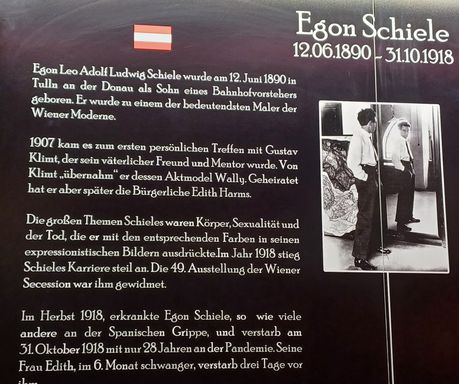 Egon Schiele
12.06.1890 – 31.10.1918
Egon Leo Adolf Ludwig Schiele wurde am 12. Juni 1890 in
Tulln an der Donau als Sohn eines Bahnhofvorstehers
geboren. Er wurde zu einem der bedeutendsten Maler der
Wiener Moderne.
1907 kam es zum ersten persönlichen Treffen mit Gustav
Klimt, der sein väterlicher Freund und Mentor wurde. Von
Klimt „übernahm" er dessen Aktmodel Wally. Geheiratet
hat er aber später die Bürgerliche Edith Harms.
Die großen Themen Schieles waren Körper, Sexualität und
der Tod, die er mit den entsprechenden Farben in seinen
expressionistischen Bildern ausdrückte.Im Jahr 1918 stieg
Schieles Karriere steil an. Die 49. Ausstellung der Wiener
Secession war ihm gewidmet.
Im Herbst 1918, erkrankte Egon Schiele, so wie viele
andere an der Spanischen Grippe, und verstarb am
31. Oktober 1918 mit nur 28 Jahren an der Pandemie. Seine
Frau Edith, im 6. Monat schwanger, verstarb drei Tage vor